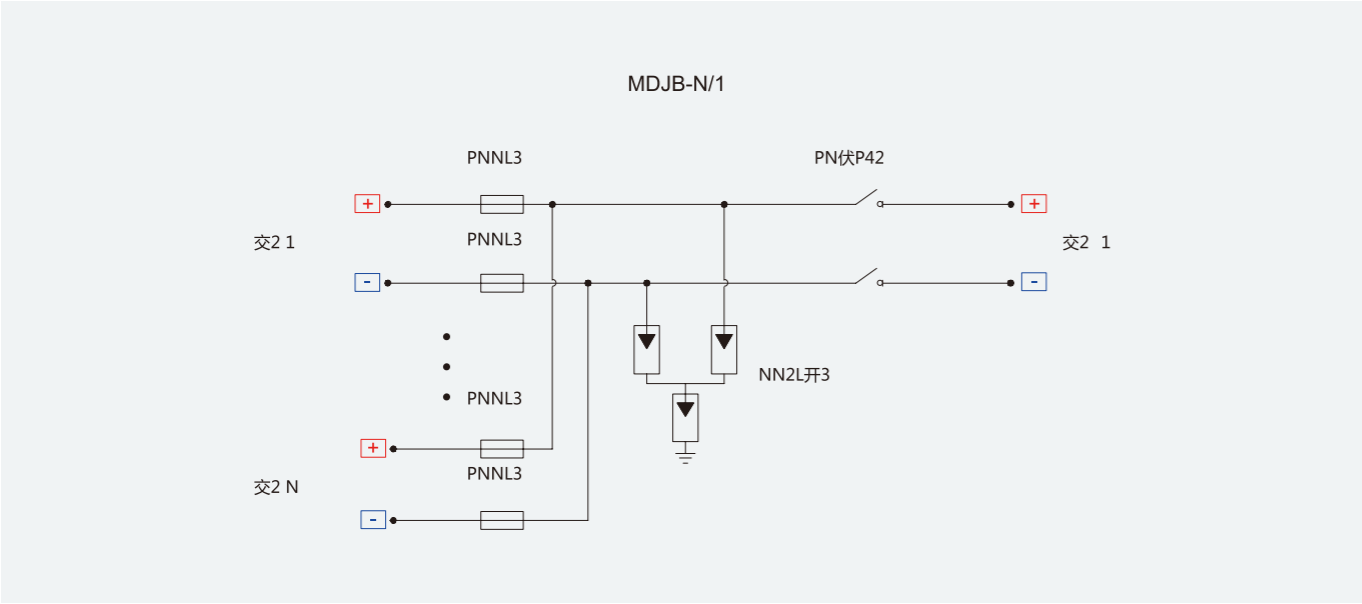 MDJB-N/1
PNNL3
PN伏P42
+
+
PNNL3
交2 1
交2 1
-
-
NN2L开3
PNNL3
+
PNNL3
交2 N
-